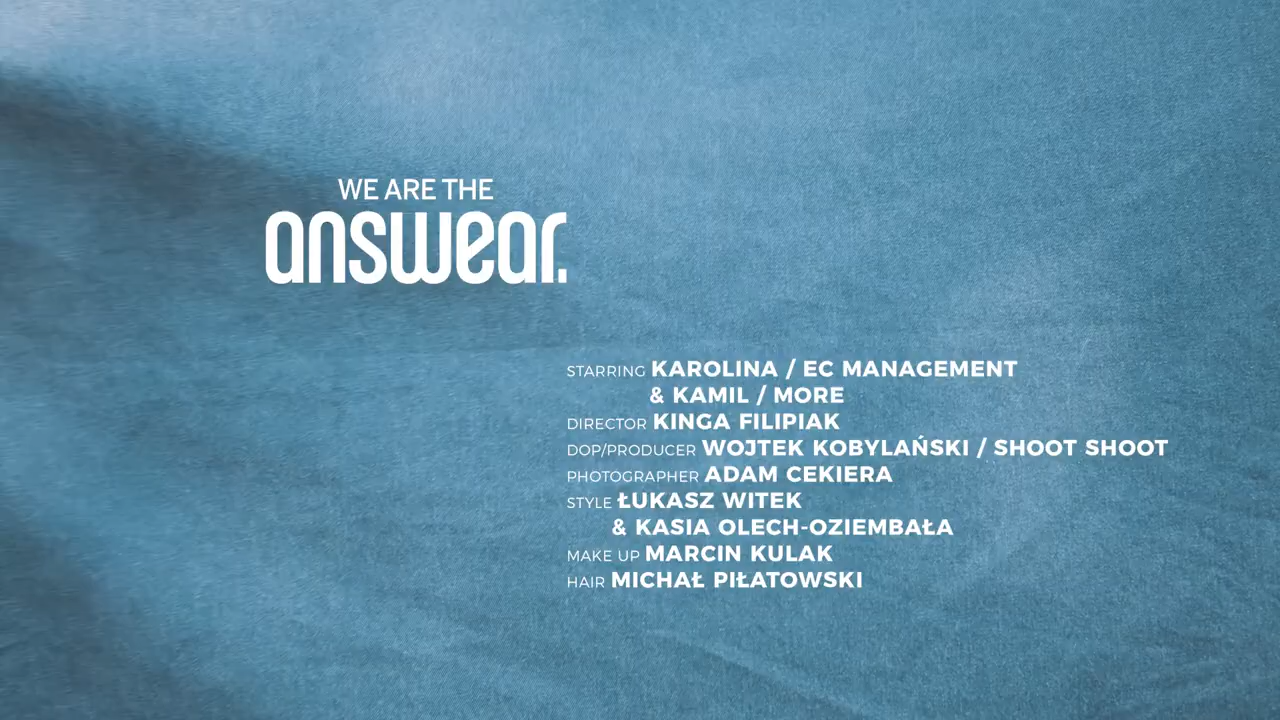 WE ARE THE
answear.
STARRING KAROLINA / EC MANAGEMENT
& KAMIL / MORE
DIRECTOR KINGA FILIPIAK
DOP/PRODUCER WOJTEK KOBYLAŃSKI / SHOOT SHOOT
PHOTOGRAPHER ADAM CEKIERA
STYLE ŁUKASZ WITEK
& KASIA OLECH-OZIEMBAŁA
MAKE UP MARCIN KULAK
HAIR MICHAŁ PIŁATOWSKI